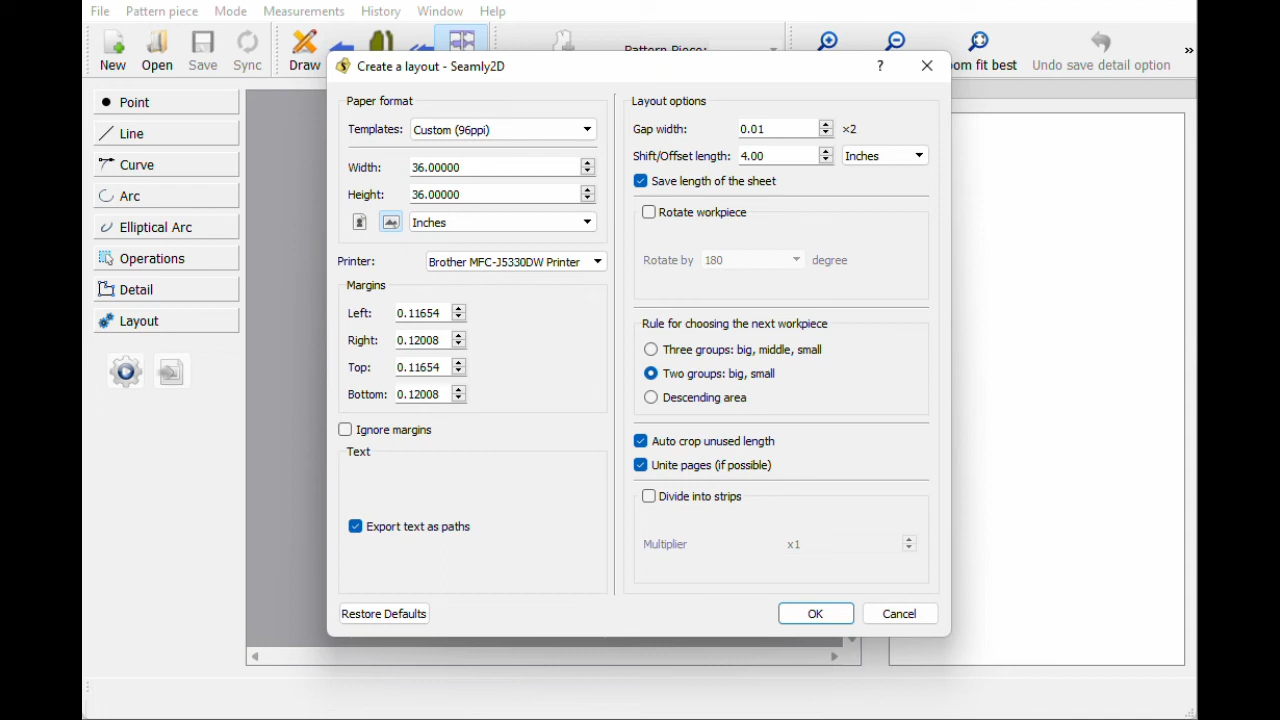 File Pattern piece Mode Measurements History Window Help
New Open Save Sync Draw Pattern Piece: Zoom fit best Undo save detail option »
Create a layout - Seamly2D ?
Point
Line
Curve
Arc
Elliptical Arc
Operations
Detail
Layout
Paper format
Templates: Custom (96ppi)
Width: 36.00000
Height: 36.00000
Inches
Printer: Brother MFC-J5330DW Printer
Margins
Left: 0.11654
Right: 0.12008
Top: 0.11654
Bottom: 0.12008
Ignore margins
Text
Export text as paths
Restore Defaults
Layout options
Gap width: 0.01 ×2
Shift/Offset length: 4.00 Inches
Save length of the sheet
Rotate workpiece
Rotate by 180 degree
Rule for choosing the next workpiece
Three groups: big, middle, small
Two groups: big, small
Descending area
Auto crop unused length
Unite pages (if possible)
Divide into strips
Multiplier x1
OK Cancel